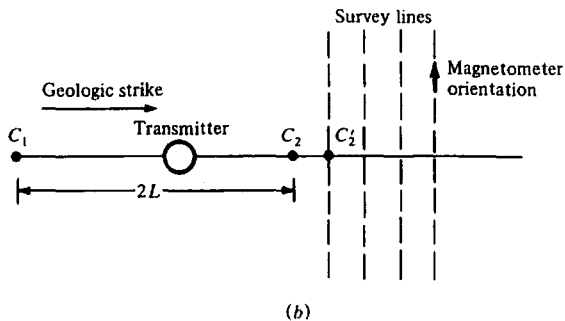 Survey lines
Geologic strike
Magnetometer
orientation
Transmitter
C₁
C₂
C₂′
2L
(b)